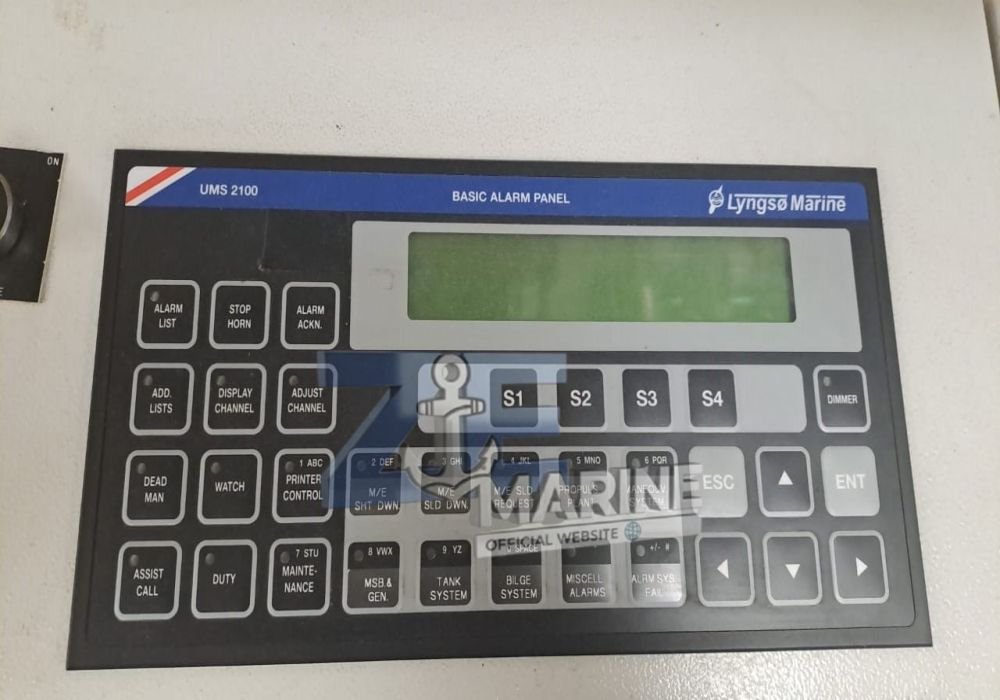 ON
UMS 2100
BASIC ALARM PANEL
Lyngsø Marine
ALARM
LIST
STOP
HORN
ALARM
ACKN.
ADD.
LISTS
DISPLAY
CHANNEL
ADJUST
CHANNEL
S1
S2
S3
S4
DIMMER
DEAD
MAN
WATCH
1 ABC
PRINTER
CONTROL
2 DEF
M/E
SHT DWN.
3 GHI
M/E
SLD DWN.
4 JKL
M/E SLD
REQUEST
5 MNO
PROPULS.
PLANT
6 PQR
SYSTEM
ESC
ENT
ASSIST
CALL
DUTY
7 STU
MAINTE-
NANCE
8 VWX
MSB.&
GEN.
9 YZ
TANK
SYSTEM
0 SPACE
BILGE
SYSTEM
MISCELL
ALARMS
+/- #
ALRM SYS.
FAIL
ZE
MARINE
OFFICIAL WEBSITE